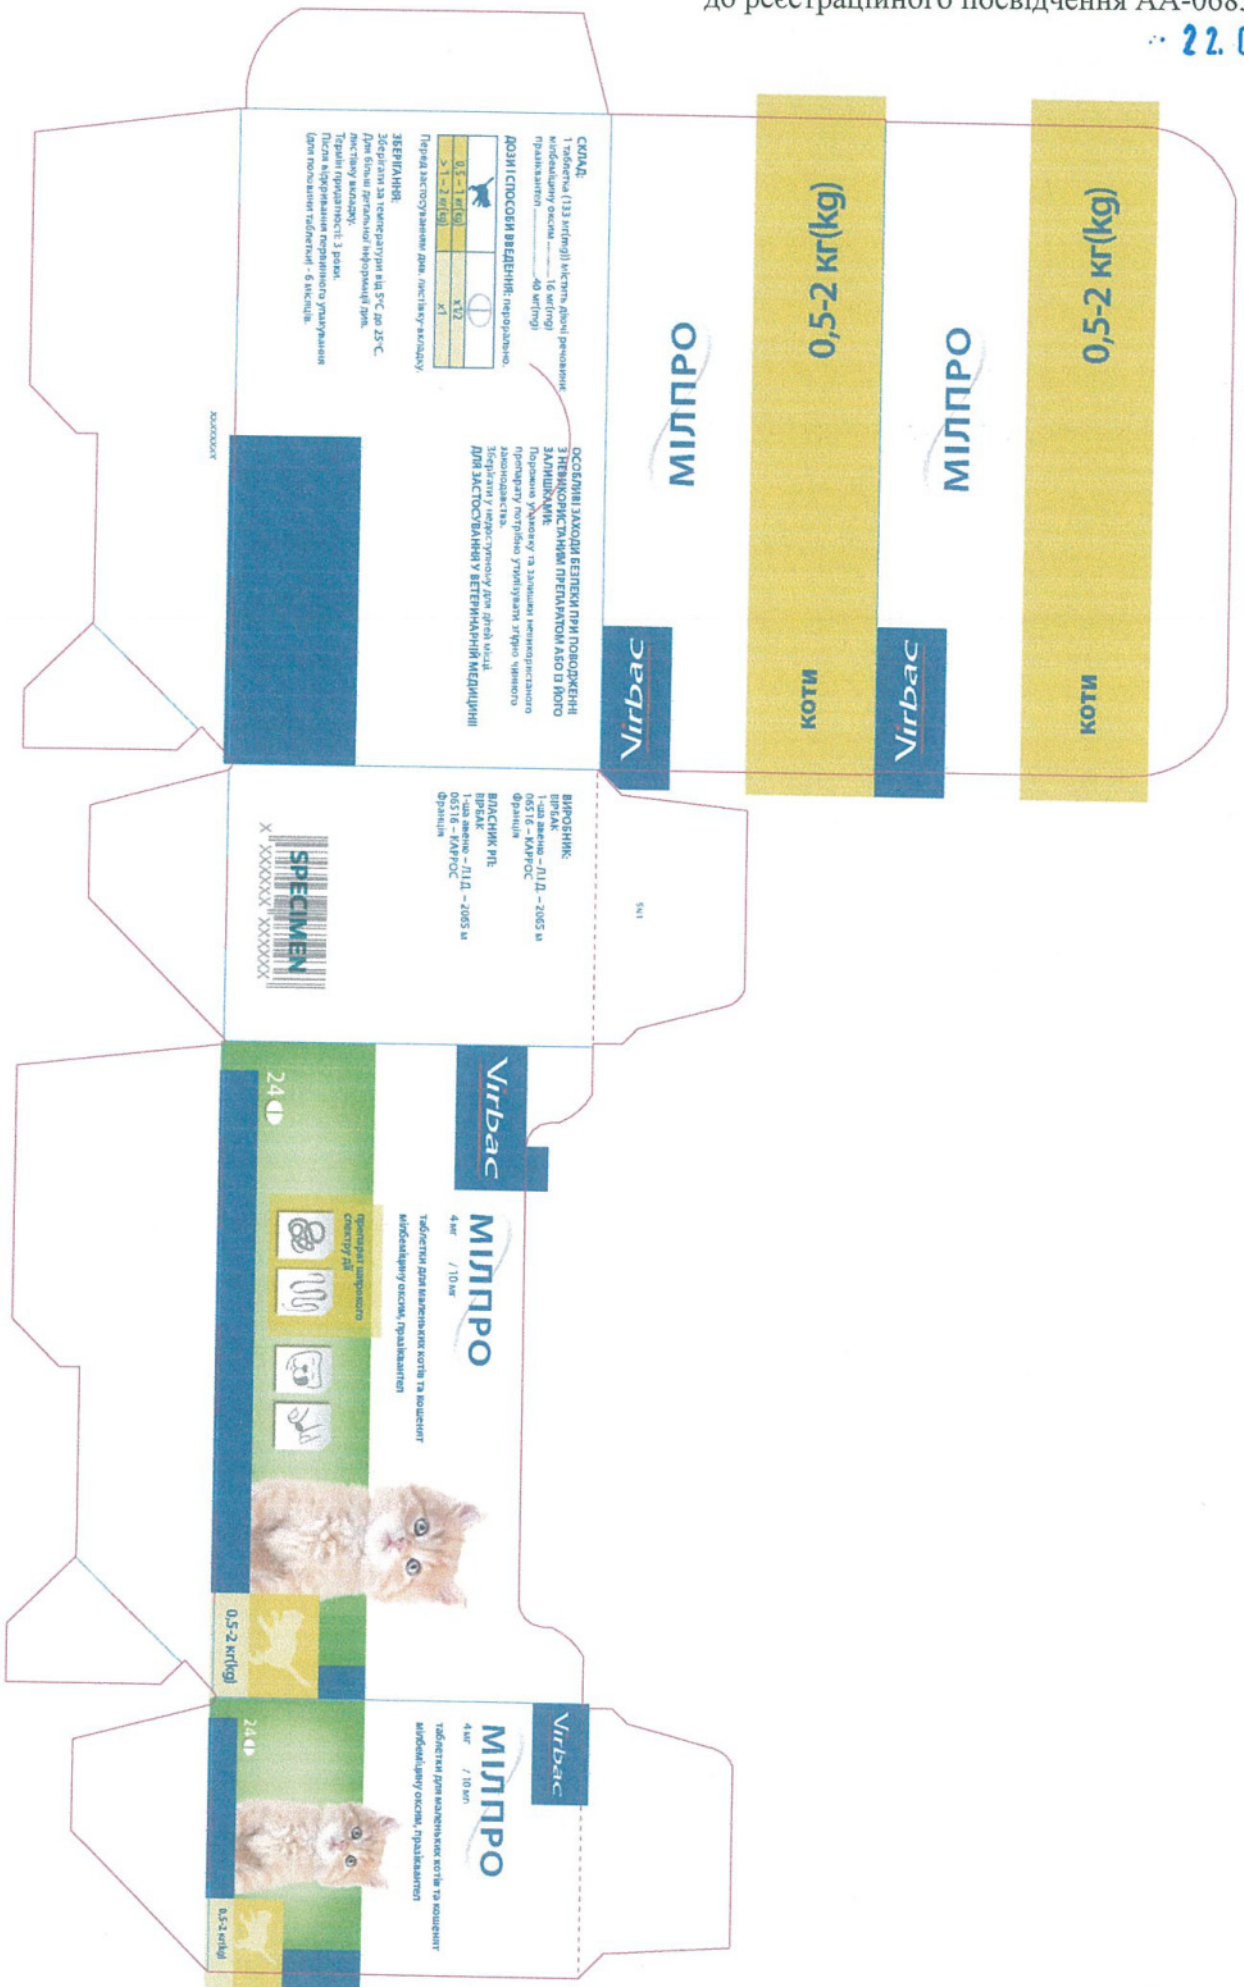 до реєстраційного посвідчення АА-068
22. 0
СКЛАД:
1 таблетка (133 мг(mg)) містить діючі речовини:
мілбеміцину оксим 16 мг(mg)
празіквантел 40 мг(mg)
ДОЗИ І СПОСОБИ ВВЕДЕННЯ: перорально.
0,5 – 1 кг(kg) x1/2
> 1 – 2 кг(kg) x1
Перед застосуванням див. листівку-вкладку.
ЗБЕРІГАННЯ:
Зберігати за температури від 5°С до 25°С.
Для більш детальної інформації див.
листівку вкладку.
Термін придатності: 3 роки.
Після відкривання первинного упакування
(для половини таблетки) - 6 місяців.
ОСОБЛИВІ ЗАХОДИ БЕЗПЕКИ ПРИ ПОВОДЖЕННІ
З НЕВИКОРИСТАНИМ ПРЕПАРАТОМ АБО ІЗ ЙОГО
ЗАЛИШКАМИ:
Порожню упаковку та залишки невикористаного
препарату потрібно утилізувати згідно чинного
законодавства.
Зберігати у недоступному для дітей місці.
ДЛЯ ЗАСТОСУВАННЯ У ВЕТЕРИНАРНІЙ МЕДИЦИНІ!
МІЛПРО
Virbac
0,5-2 кг(kg)
КОТИ
МІЛПРО
Virbac
0,5-2 кг(kg)
КОТИ
ВИРОБНИК:
ВІРБАК
1-ша авеню – Л.І.Д. – 2065 м
06516 – КАРРОС
Франція
ВЛАСНИК РП:
ВІРБАК
1-ша авеню – Л.І.Д. – 2065 м
06516 – КАРРОС
Франція
SPECIMEN
X XXXXXX XXXXXX
Virbac
МІЛПРО
4 мг / 10 мг
таблетки для маленьких котів та кошенят
мілбеміцину оксим, празіквантел
препарат широкого
спектру дії
24
0,5-2 кг(kg)
Virbac
МІЛПРО
4 мг / 10 мг
таблетки для маленьких котів та кошенят
мілбеміцину оксим, празіквантел
24
0,5-2 кг(kg)